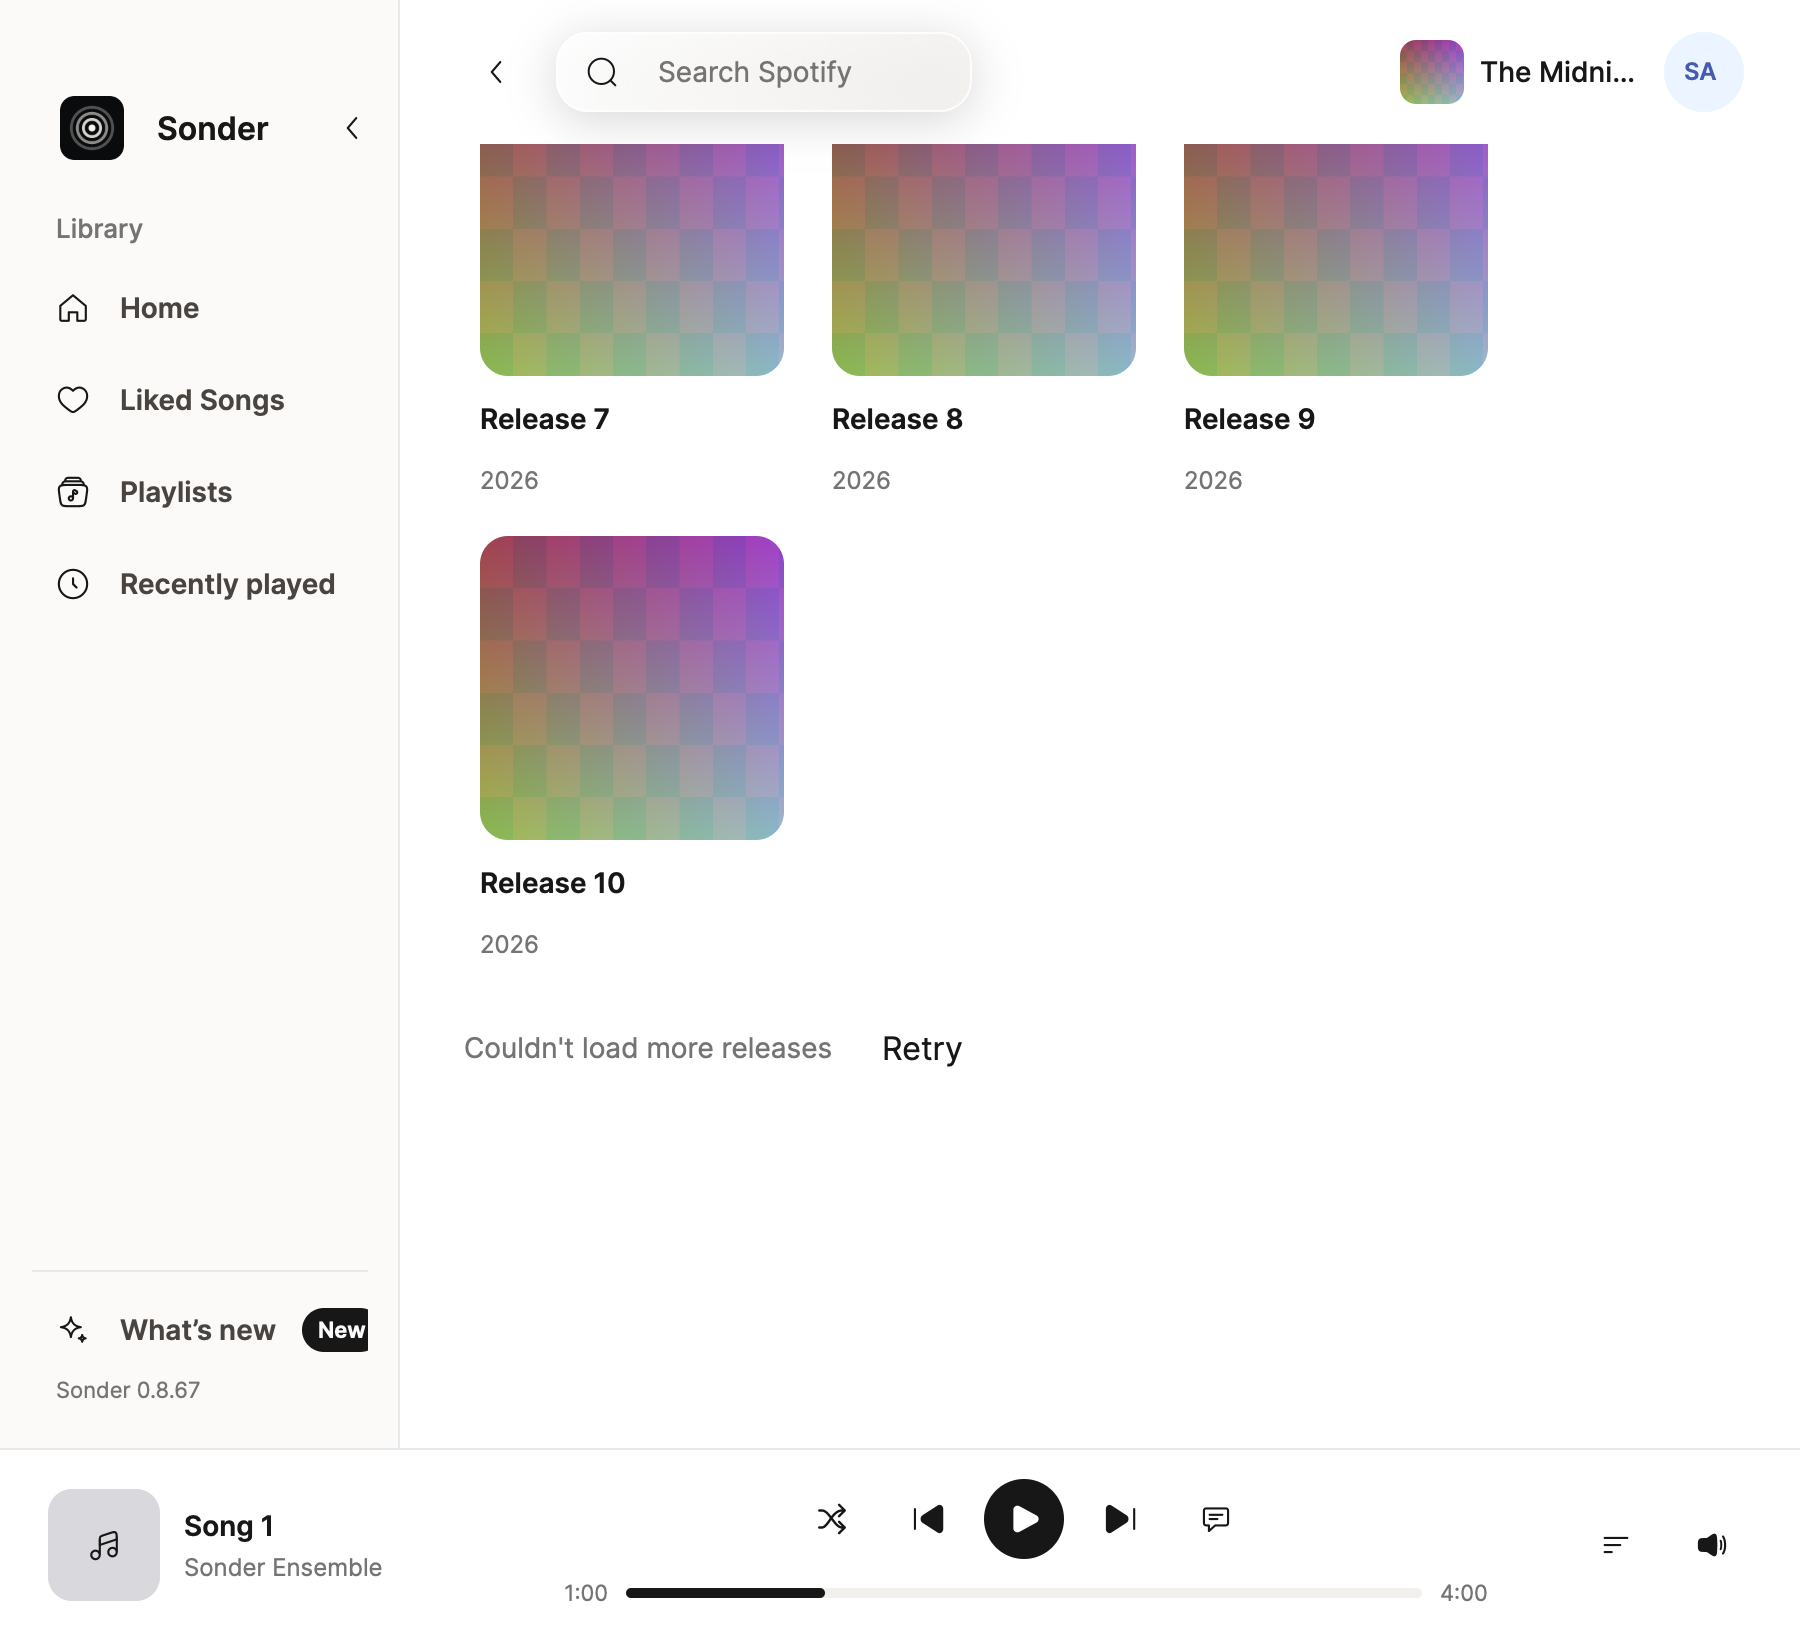 Sonder
Library
Home
Liked Songs
Playlists
Recently played
What’s new
New
Sonder 0.8.67
Search Spotify
The Midni...
SA
Release 7
2026
Release 8
2026
Release 9
2026
Release 10
2026
Couldn't load more releases
Retry
Song 1
Sonder Ensemble
1:00
4:00